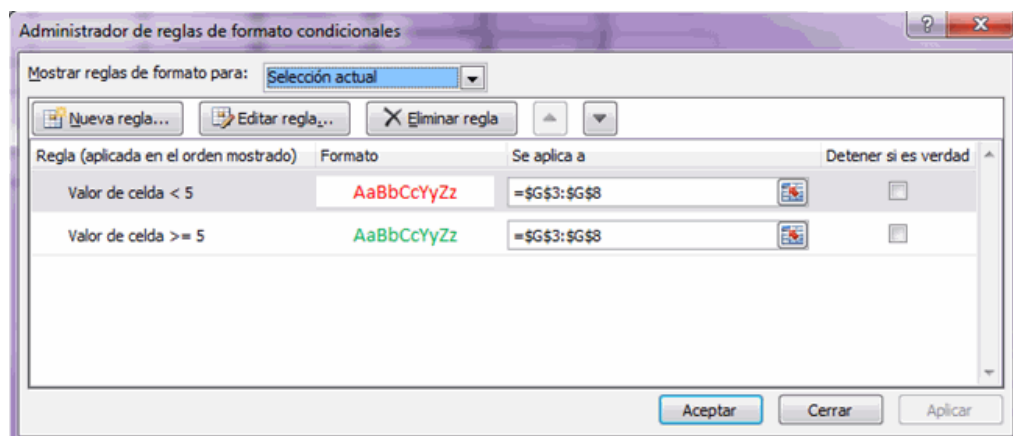 Administrador de reglas de formato condicionales
Mostrar reglas de formato para: Selección actual
Nueva regla... Editar regla... Eliminar regla
Regla (aplicada en el orden mostrado) Formato Se aplica a Detener si es verdad
Valor de celda < 5 AaBbCcYyZz =$G$3:$G$8
Valor de celda >= 5 AaBbCcYyZz =$G$3:$G$8
Aceptar Cerrar Aplicar